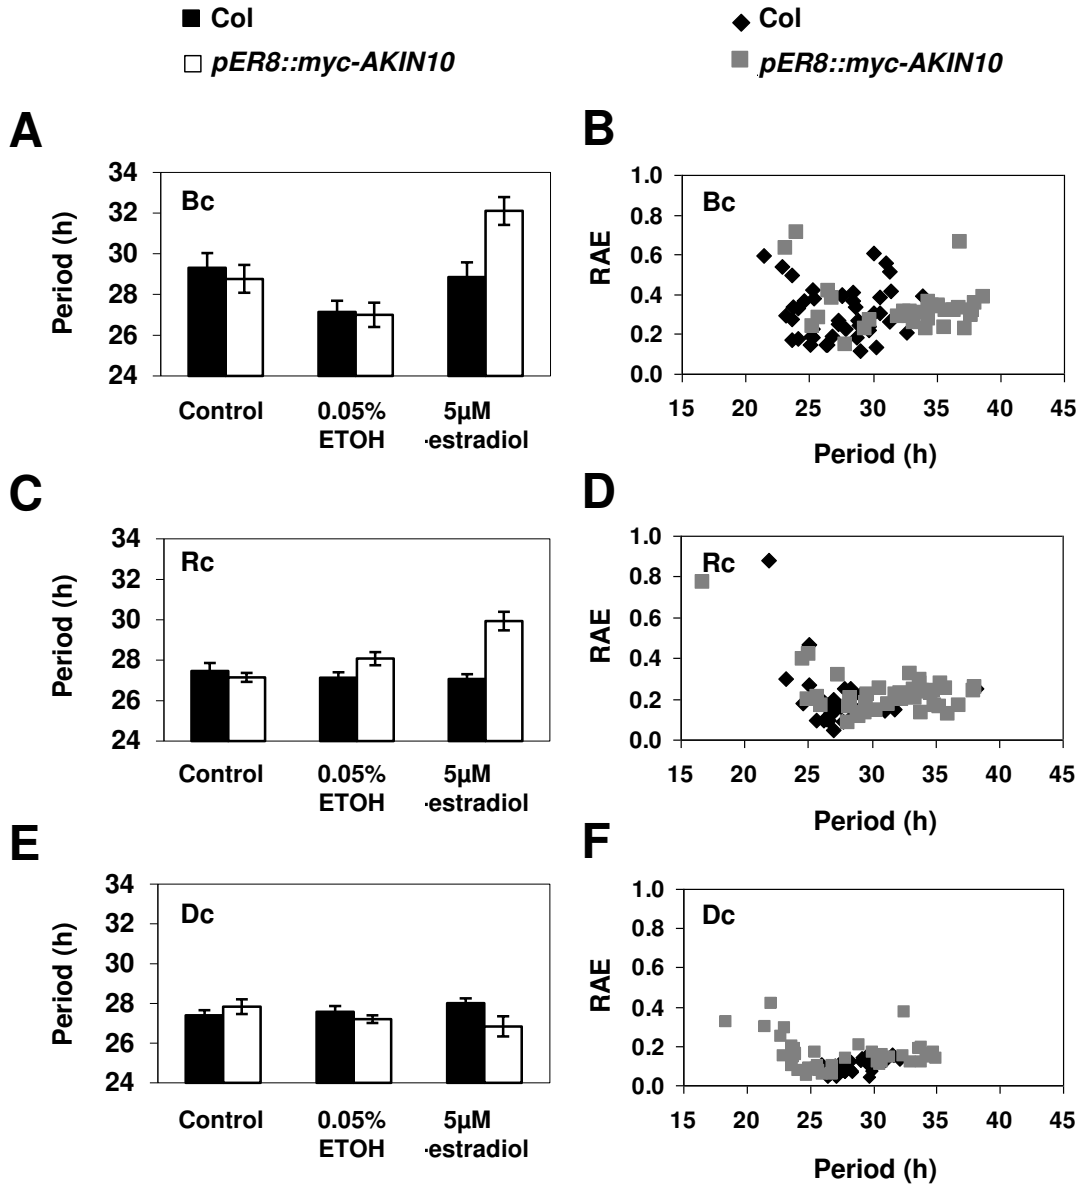 Col
pER8::myc-AKIN10
Col
pER8::myc-AKIN10
A
34
32
30
28
26
24
Period (h)
Bc
Control
0.05%
ETOH
5µM
-estradiol
B
1.0
0.8
0.6
0.4
0.2
0.0
RAE
Bc
15 20 25 30 35 40 45
Period (h)
C
34
32
30
28
26
24
Period (h)
Rc
Control
0.05%
ETOH
5µM
-estradiol
D
1.0
0.8
0.6
0.4
0.2
0.0
RAE
Rc
15 20 25 30 35 40 45
Period (h)
E
34
32
30
28
26
24
Period (h)
Dc
Control
0.05%
ETOH
5µM
-estradiol
F
1.0
0.8
0.6
0.4
0.2
0.0
RAE
Dc
15 20 25 30 35 40 45
Period (h)